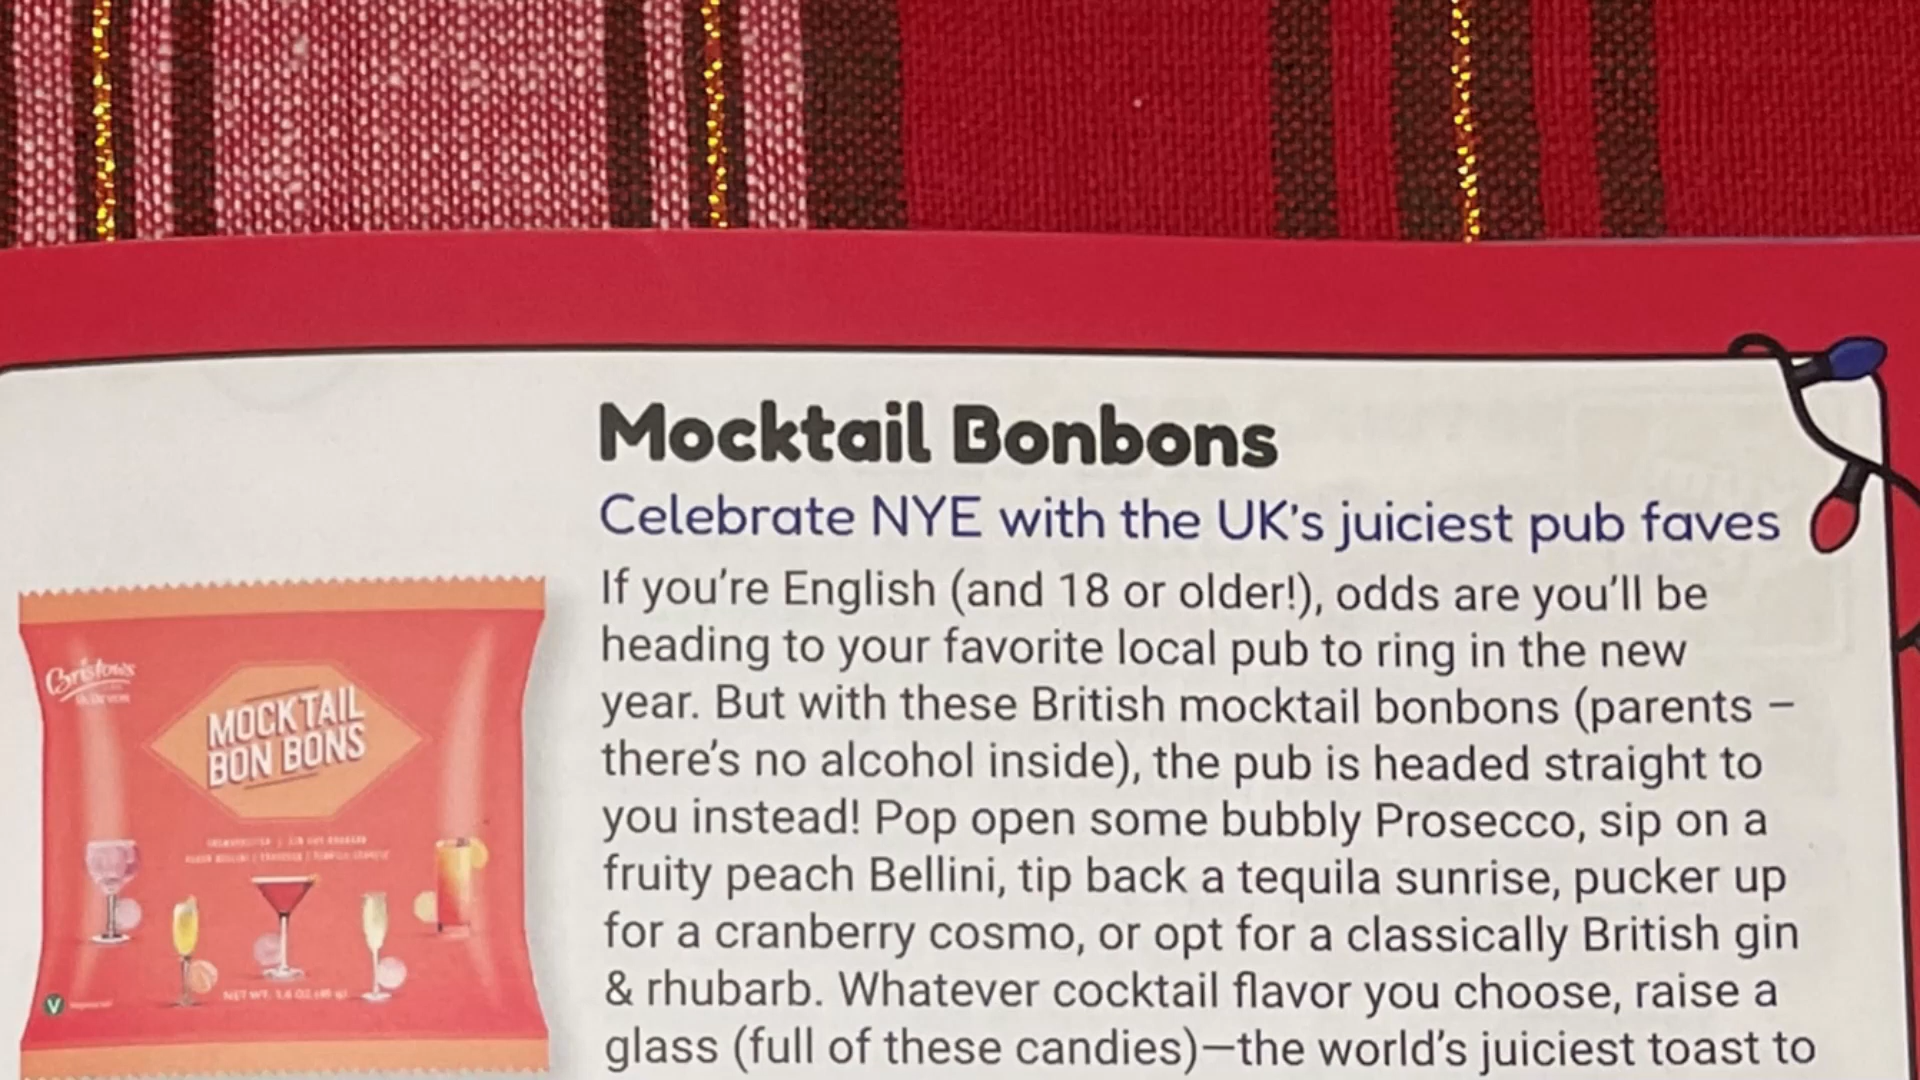 Mocktail Bonbons
Celebrate NYE with the UK's juiciest pub faves
If you're English (and 18 or older!), odds are you'll be
heading to your favorite local pub to ring in the new
year. But with these British mocktail bonbons (parents –
there's no alcohol inside), the pub is headed straight to
you instead! Pop open some bubbly Prosecco, sip on a
fruity peach Bellini, tip back a tequila sunrise, pucker up
for a cranberry cosmo, or opt for a classically British gin
& rhubarb. Whatever cocktail flavor you choose, raise a
glass (full of these candies)—the world's juiciest toast to
Bristows
MOCKTAIL
BON BONS
NET WT. 1.6 OZ
V